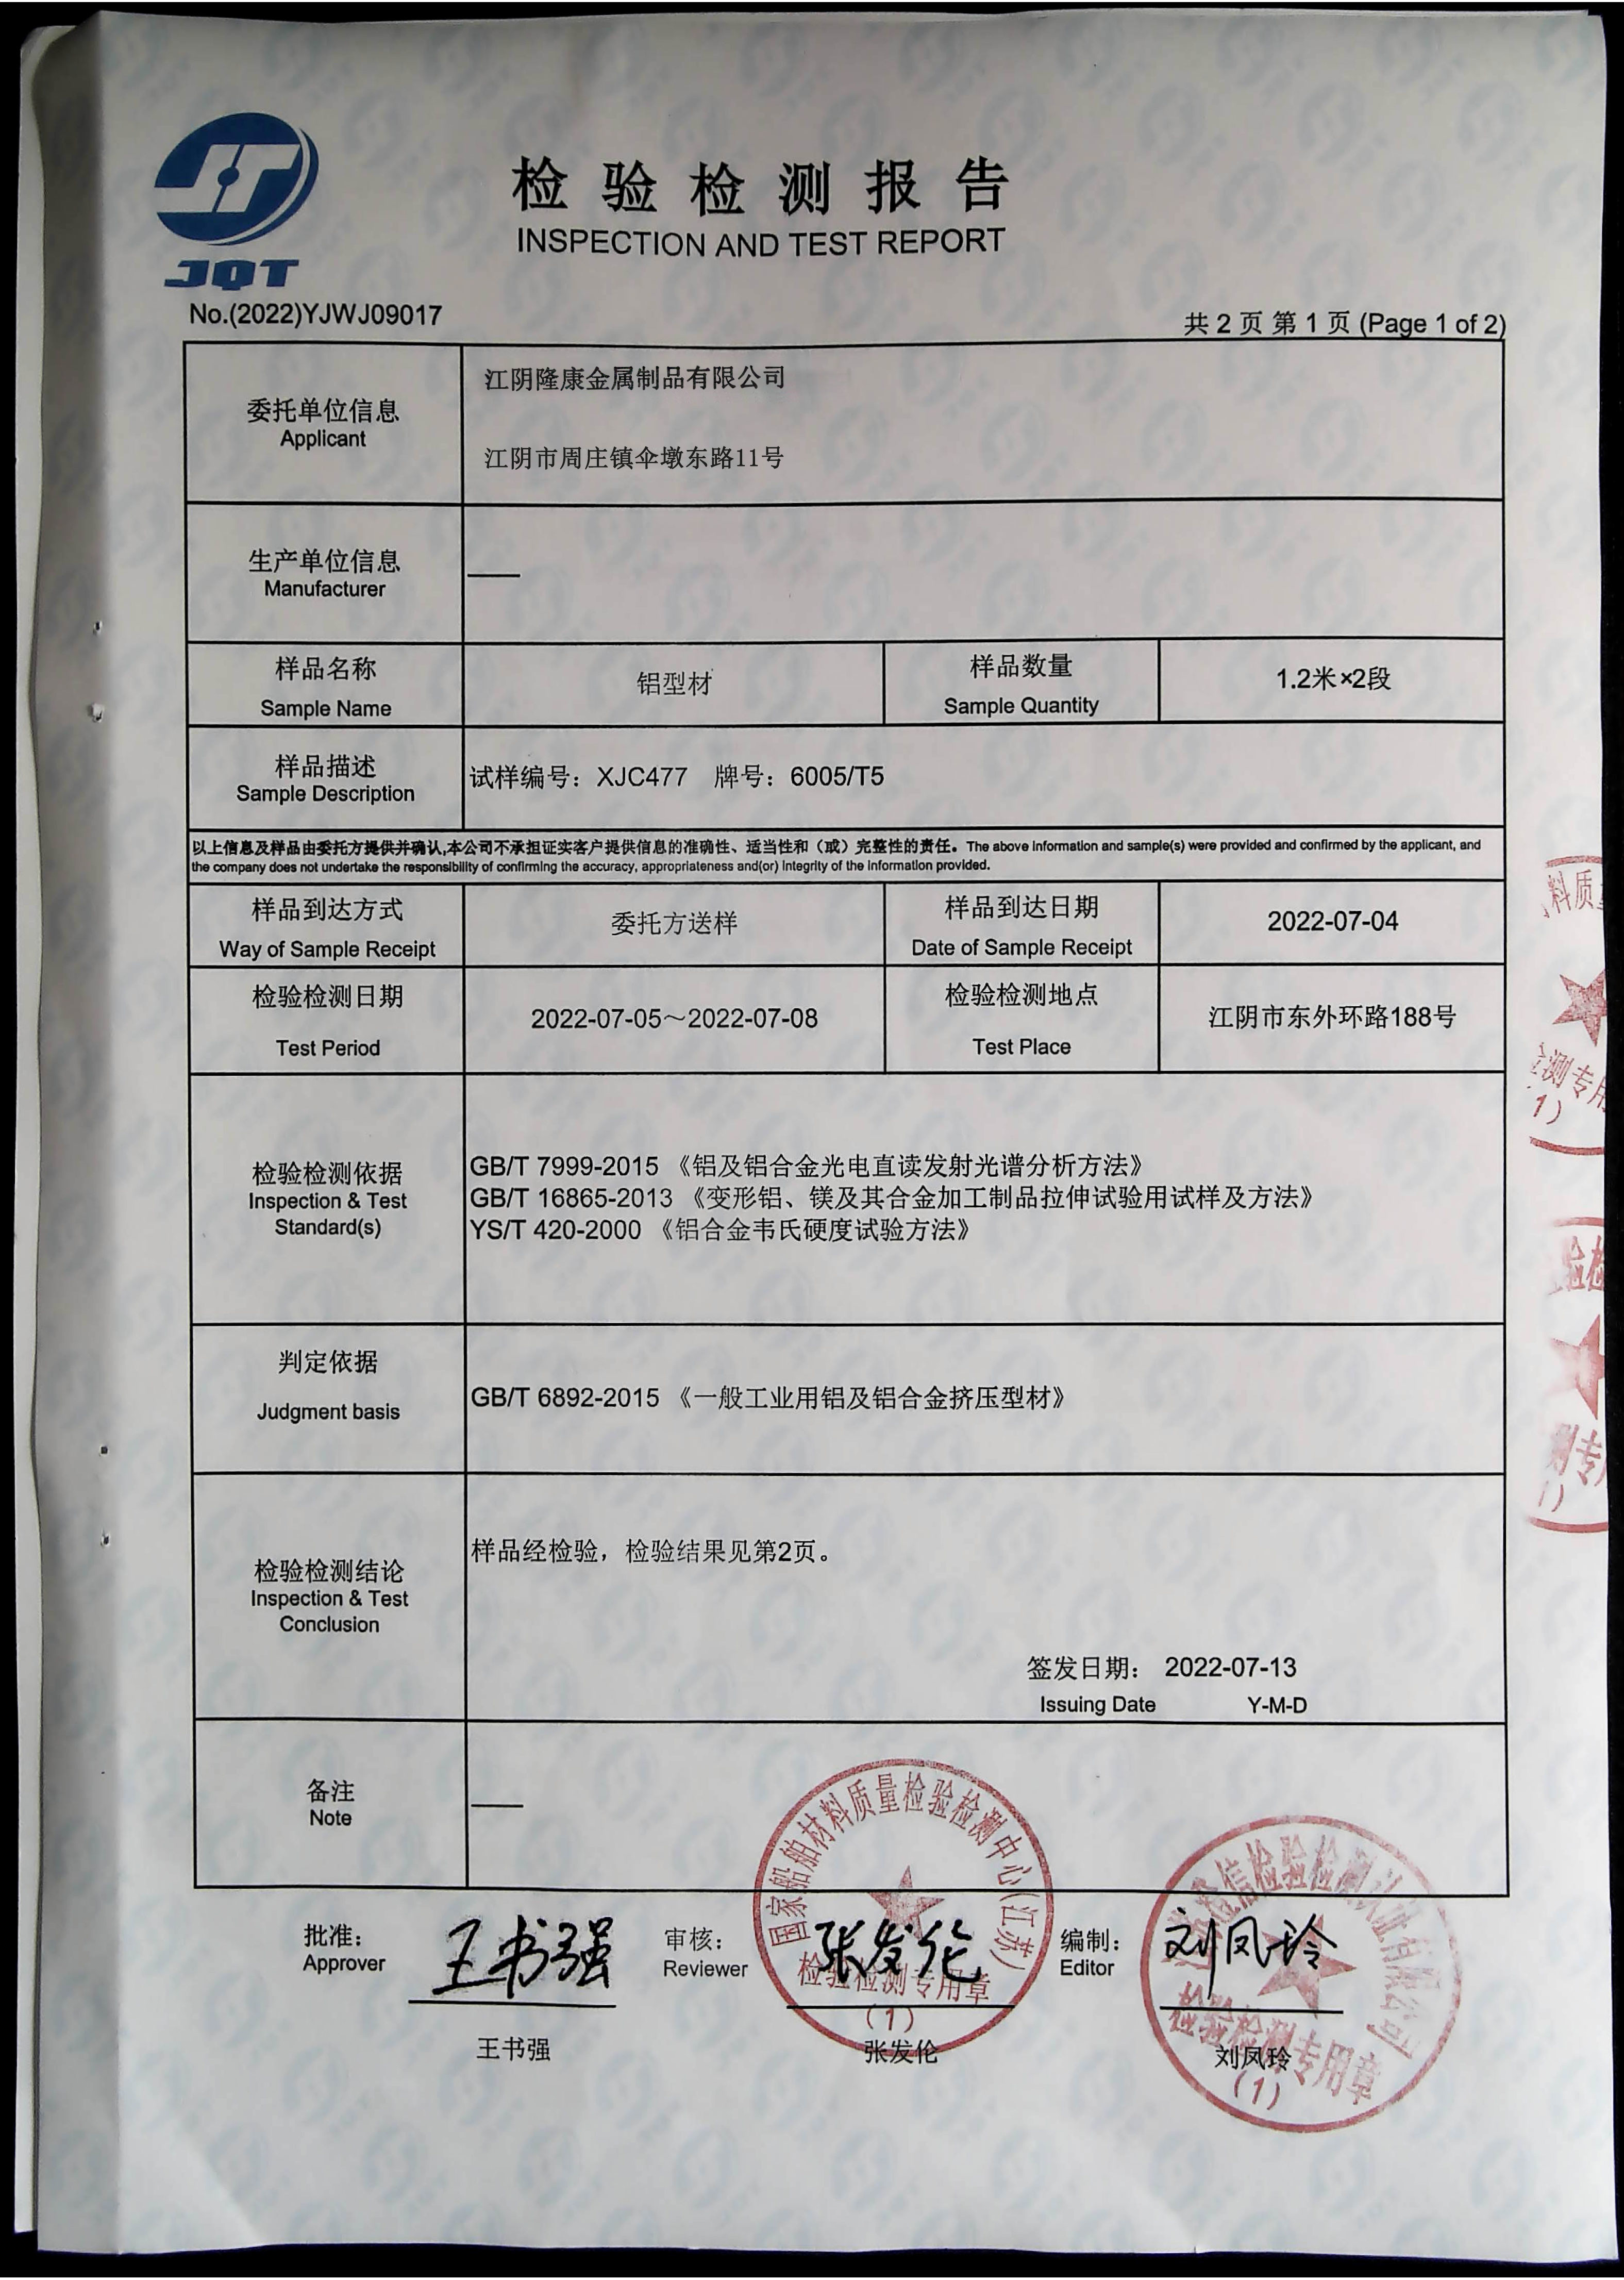 JQT
检验检测报告
INSPECTION AND TEST REPORT
No.(2022)YJWJ09017
共 2 页 第 1 页 (Page 1 of 2)
委托单位信息
Applicant
江阴隆康金属制品有限公司
江阴市周庄镇伞墩东路11号
生产单位信息
Manufacturer
——
样品名称
Sample Name
铝型材
样品数量
Sample Quantity
1.2米×2段
样品描述
Sample Description
试样编号：XJC477 牌号：6005/T5
以上信息及样品由委托方提供并确认,本公司不承担证实客户提供信息的准确性、适当性和（或）完整性的责任。The above information and sample(s) were provided and confirmed by the applicant, and
the company does not undertake the responsibility of confirming the accuracy, appropriateness and(or) integrity of the information provided.
样品到达方式
Way of Sample Receipt
委托方送样
样品到达日期
Date of Sample Receipt
2022-07-04
检验检测日期
Test Period
2022-07-05～2022-07-08
检验检测地点
Test Place
江阴市东外环路188号
检验检测依据
Inspection & Test
Standard(s)
GB/T 7999-2015 《铝及铝合金光电直读发射光谱分析方法》
GB/T 16865-2013 《变形铝、镁及其合金加工制品拉伸试验用试样及方法》
YS/T 420-2000 《铝合金韦氏硬度试验方法》
判定依据
Judgment basis
GB/T 6892-2015 《一般工业用铝及铝合金挤压型材》
检验检测结论
Inspection & Test
Conclusion
样品经检验，检验结果见第2页。
签发日期： 2022-07-13
Issuing Date Y-M-D
备注
Note
——
国家船舶材料质量检验检测中心(江苏)
检验检测专用章
(1)
信检验检测认证有限公司
检验检测专用章
(1)
批准：
Approver
王书强
王书强
审核：
Reviewer
张发伦
张发伦
编制：
Editor
刘凤玲
刘凤玲
料质
测专用
1)
验检
测专
1)